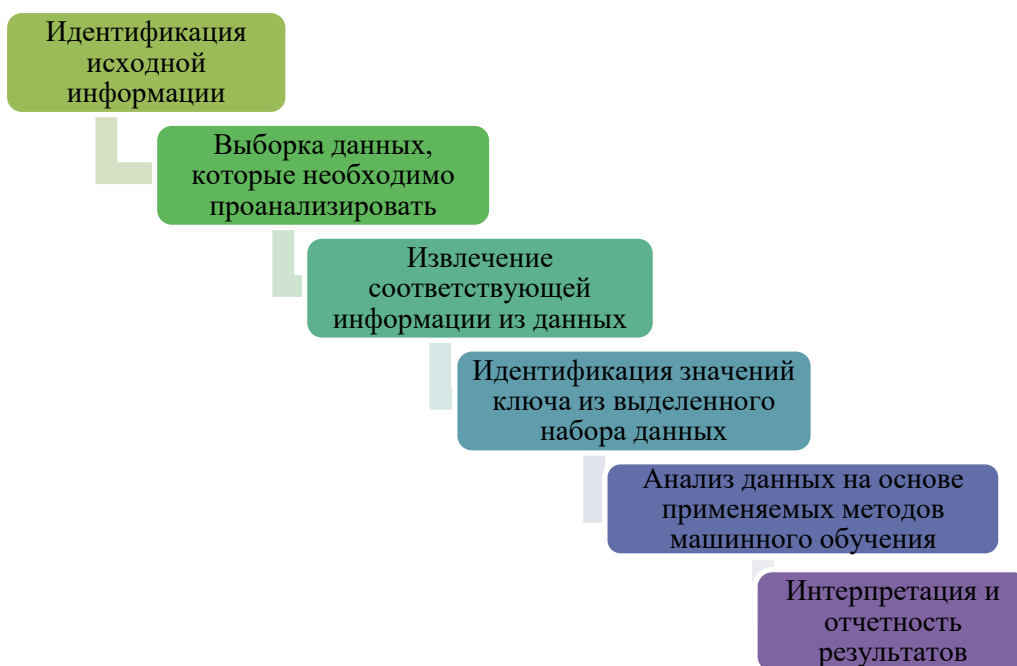 Идентификация
исходной
информации
Выборка данных,
которые необходимо
проанализировать
Извлечение
соответствующей
информации из данных
Идентификация значений
ключа из выделенного
набора данных
Анализ данных на основе
применяемых методов
машинного обучения
Интерпретация и
отчетность
результатов